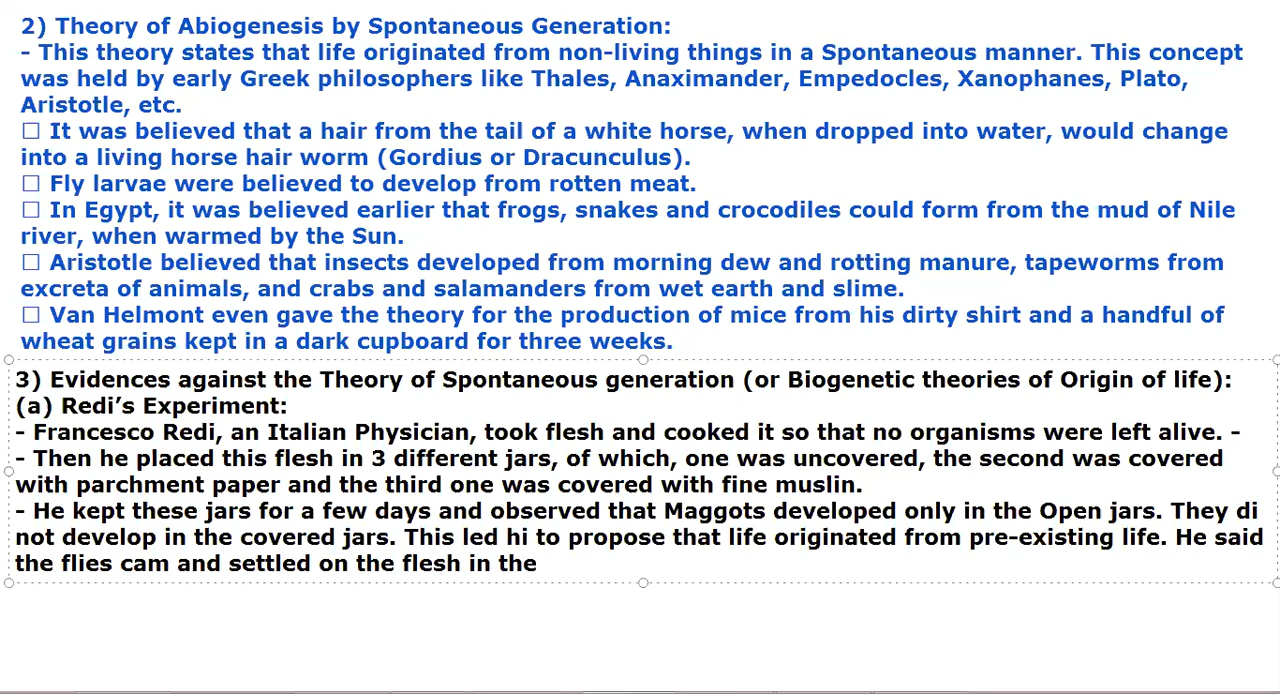 2) Theory of Abiogenesis by Spontaneous Generation:
- This theory states that life originated from non-living things in a Spontaneous manner. This concept
was held by early Greek philosophers like Thales, Anaximander, Empedocles, Xanophanes, Plato,
Aristotle, etc.
☐ It was believed that a hair from the tail of a white horse, when dropped into water, would change
into a living horse hair worm (Gordius or Dracunculus).
☐ Fly larvae were believed to develop from rotten meat.
☐ In Egypt, it was believed earlier that frogs, snakes and crocodiles could form from the mud of Nile
river, when warmed by the Sun.
☐ Aristotle believed that insects developed from morning dew and rotting manure, tapeworms from
excreta of animals, and crabs and salamanders from wet earth and slime.
☐ Van Helmont even gave the theory for the production of mice from his dirty shirt and a handful of
wheat grains kept in a dark cupboard for three weeks.
3) Evidences against the Theory of Spontaneous generation (or Biogenetic theories of Origin of life):
(a) Redi’s Experiment:
- Francesco Redi, an Italian Physician, took flesh and cooked it so that no organisms were left alive. -
- Then he placed this flesh in 3 different jars, of which, one was uncovered, the second was covered
with parchment paper and the third one was covered with fine muslin.
- He kept these jars for a few days and observed that Maggots developed only in the Open jars. They di
not develop in the covered jars. This led hi to propose that life originated from pre-existing life. He said
the flies cam and settled on the flesh in the